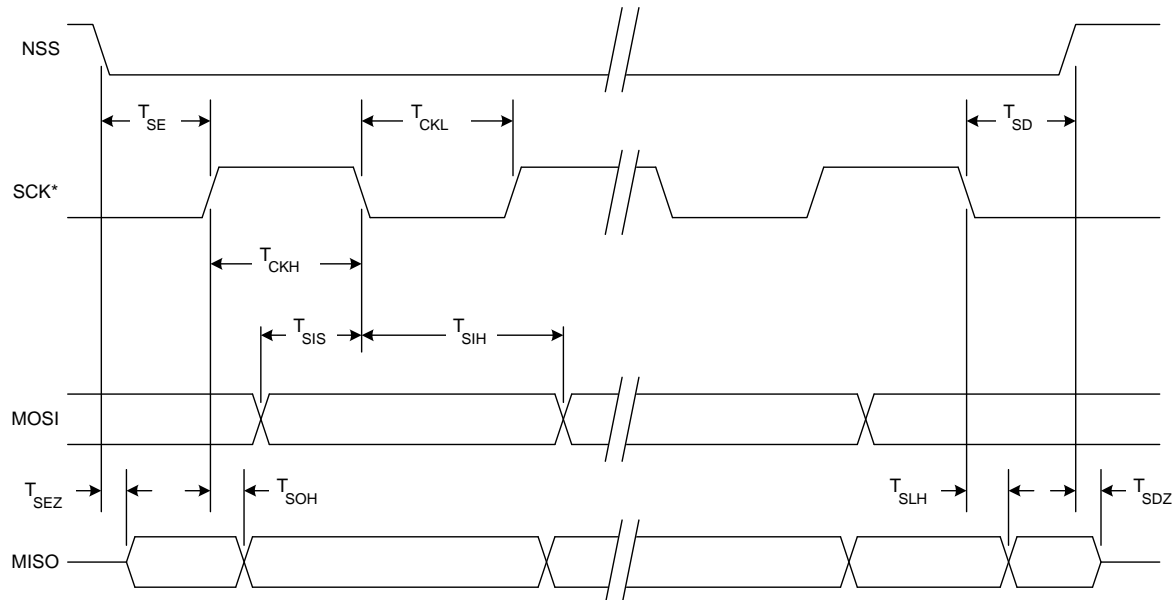 NSS
T_SE
T_CKL
T_SD
SCK*
T_CKH
T_SIS
T_SIH
MOSI
T_SEZ
T_SOH
T_SLH
T_SDZ
MISO